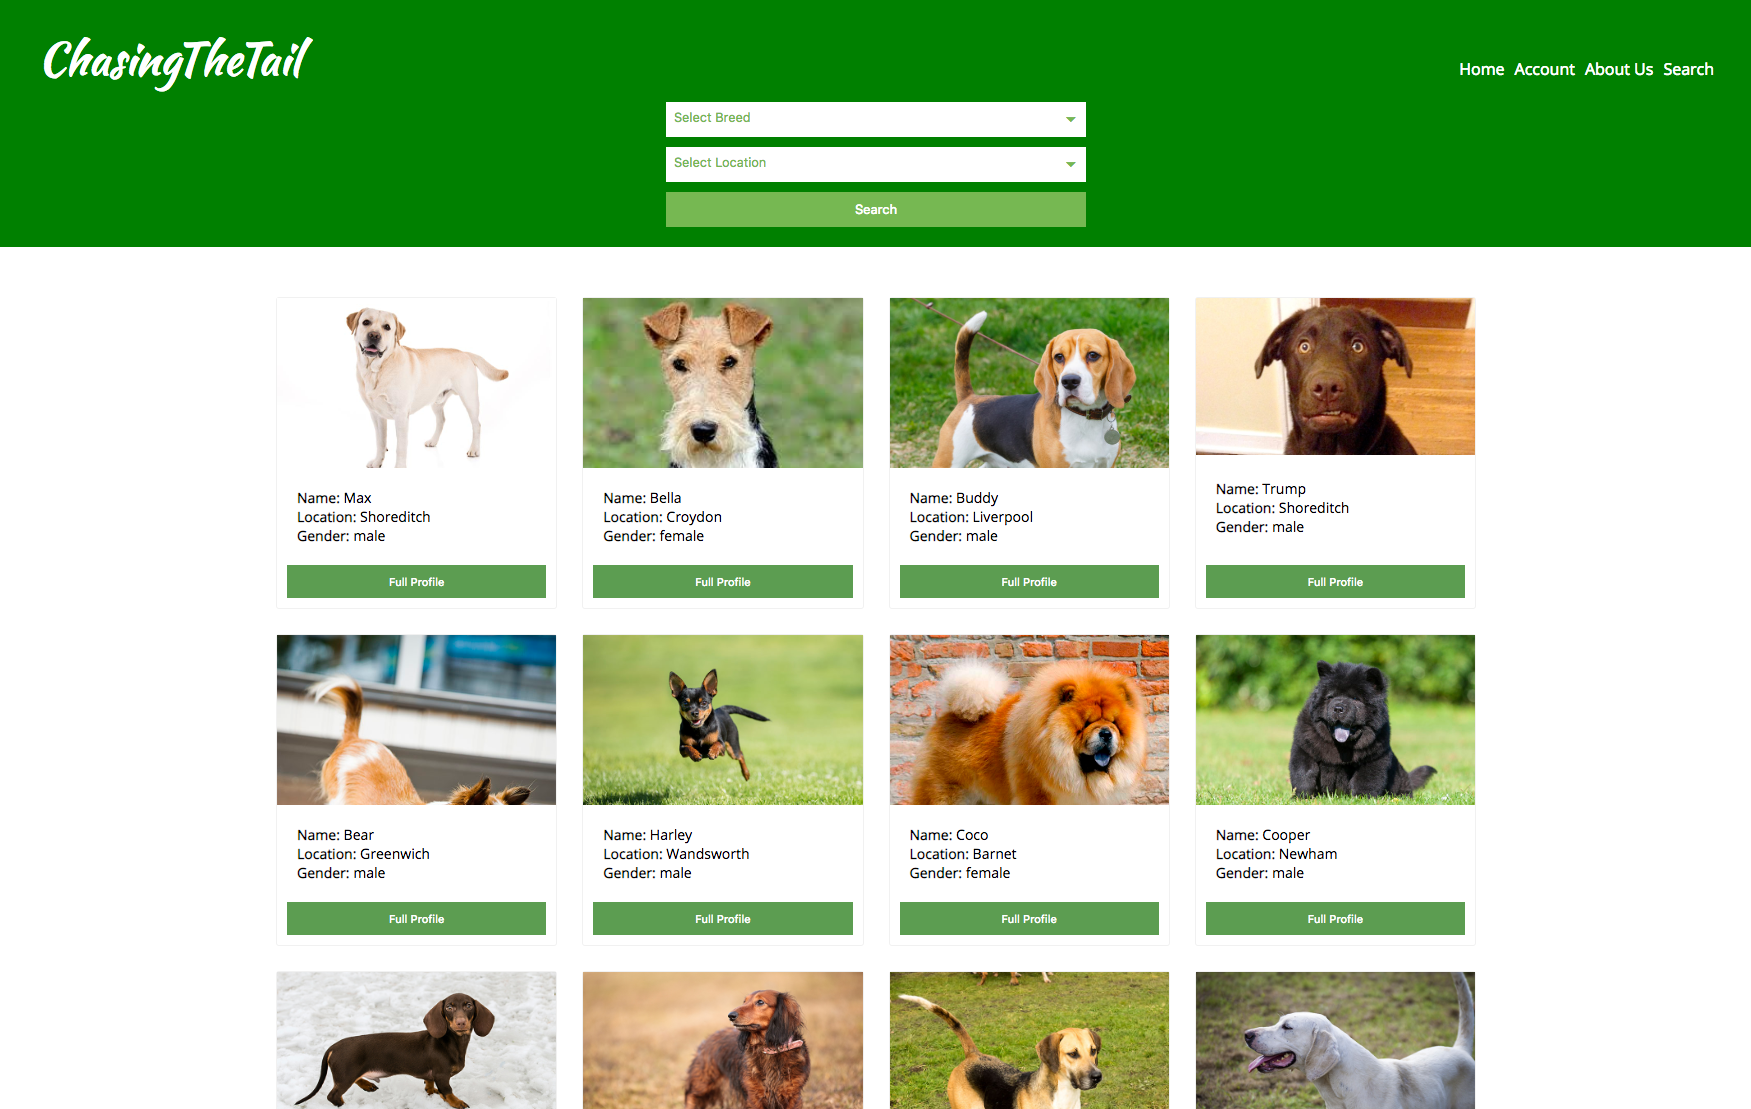 ChasingTheTail
Home Account About Us Search
Select Breed
Select Location
Search
Name: Max
Location: Shoreditch
Gender: male
Full Profile
Name: Bella
Location: Croydon
Gender: female
Full Profile
Name: Buddy
Location: Liverpool
Gender: male
Full Profile
Name: Trump
Location: Shoreditch
Gender: male
Full Profile
Name: Bear
Location: Greenwich
Gender: male
Full Profile
Name: Harley
Location: Wandsworth
Gender: male
Full Profile
Name: Coco
Location: Barnet
Gender: female
Full Profile
Name: Cooper
Location: Newham
Gender: male
Full Profile